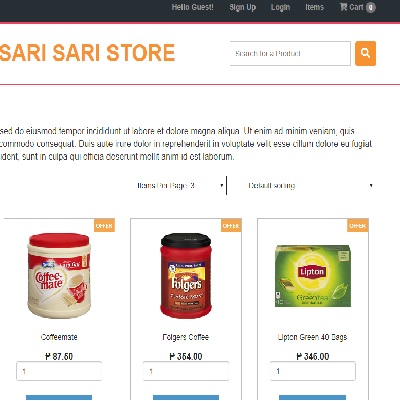 Hello Guest! Sign Up Login Items Cart 0
SARI SARI STORE
Search for a Product
sed do eiusmod tempor incididunt ut labore et dolore magna aliqua. Ut enim ad minim veniam, quis
commodo consequat. Duis aute irure dolor in reprehenderit in voluptate velit esse cillum dolore eu fugiat
ident, sunt in culpa qui officia deserunt mollit anim id est laborum.
Items Per Page: 3 Default sorting
OFFER OFFER OFFER
Coffee-
mate
Folgers
Lipton
Green Tea
Coffeemate Folgers Coffee Lipton Green 40 Bags
₱ 87.50 ₱ 354.00 ₱ 346.00
1 1 1